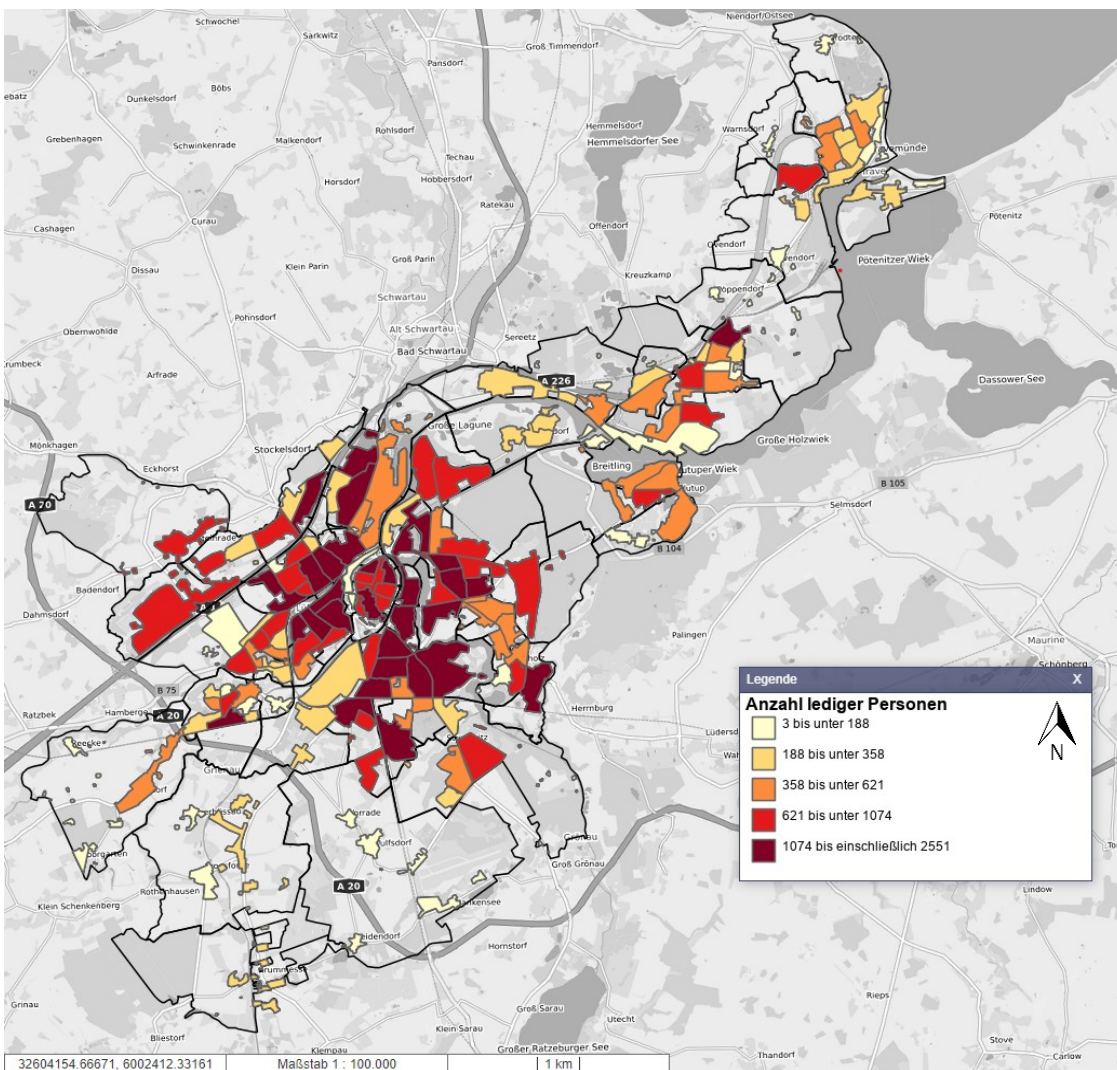 Niendorf/Ostsee
Schwochel
Sarkwitz
Groß Timmendorf
Pansdorf
Böbs
Dunkelsdorf
Hemmelsdorf
Warnsdorf
Rohlsdorf
Malkendorf
Schwinkenrade
Grebenhagen
Hemmelsdorfer See
Techau
Horsdorf
Hobbersdorf
Ratekau
Pötenitz
Curau
Offendorf
Cashagen
Groß Parin
Pötenitzer Wiek
Klein Parin
Dissau
Kreuzkamp
Schwartau
Pohnsdorf
Alt Schwartau
Obernwohlde
Sereetz
Bad Schwartau
Arfrade
A 226
Dassower See
Große Lagune
Mönkhagen
Stockelsdorf
Große Holzwiek
Eckhorst
Breitling
B 105
A 20
Selmsdorf
B 104
Badendorf
Dahmsdorf
Palingen
Maurine
Schönberg
B 75
Hamberge
Ratzbek
A 20
Herrnburg
Legende X
Anzahl lediger Personen
3 bis unter 188
188 bis unter 358
358 bis unter 621
621 bis unter 1074
1074 bis einschließlich 2551
N
Grönau
Groß Grönau
A 20
Rothenhausen
Klein Schenkenberg
Lindow
Hornstorf
Grinau
Rieps
Groß Sarau
Utecht
Bliestorf
Klein Sarau
Stove
Klempau
Großer Ratzeburger See
Thandorf
Carlow
32604154.66671, 6002412.33161
Maßstab 1 : 100.000
1 km